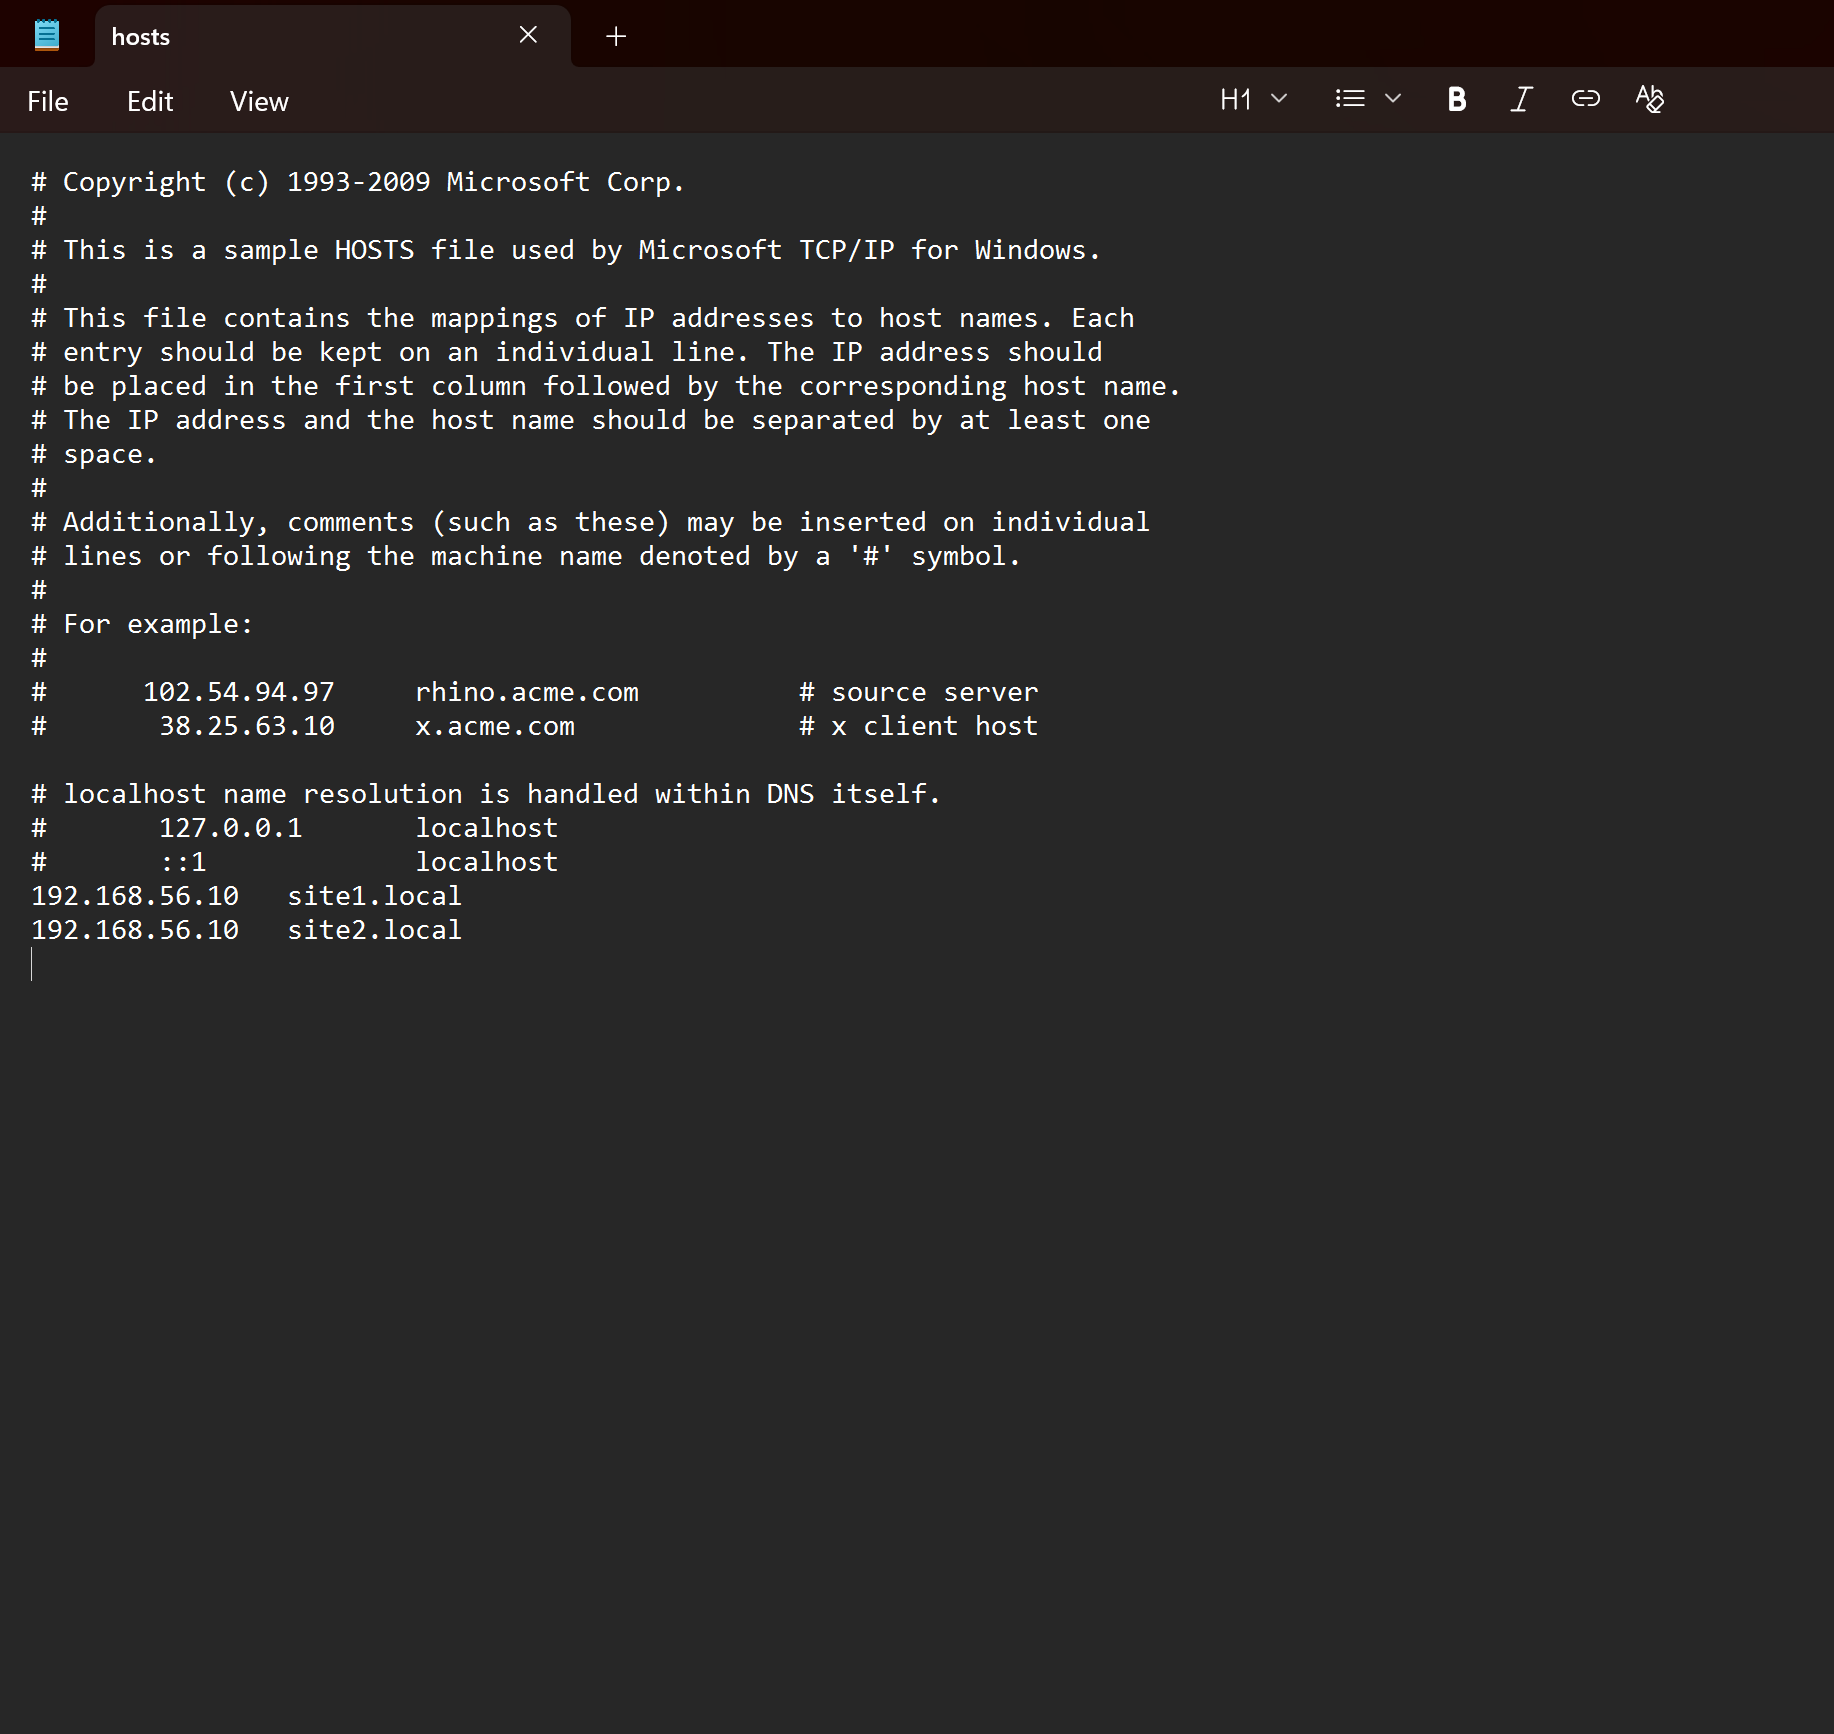 hosts
File Edit View H1 B I
# Copyright (c) 1993-2009 Microsoft Corp.
#
# This is a sample HOSTS file used by Microsoft TCP/IP for Windows.
#
# This file contains the mappings of IP addresses to host names. Each
# entry should be kept on an individual line. The IP address should
# be placed in the first column followed by the corresponding host name.
# The IP address and the host name should be separated by at least one
# space.
#
# Additionally, comments (such as these) may be inserted on individual
# lines or following the machine name denoted by a '#' symbol.
#
# For example:
#
#      102.54.94.97     rhino.acme.com          # source server
#       38.25.63.10     x.acme.com              # x client host

# localhost name resolution is handled within DNS itself.
#       127.0.0.1       localhost
#       ::1             localhost
192.168.56.10   site1.local
192.168.56.10   site2.local